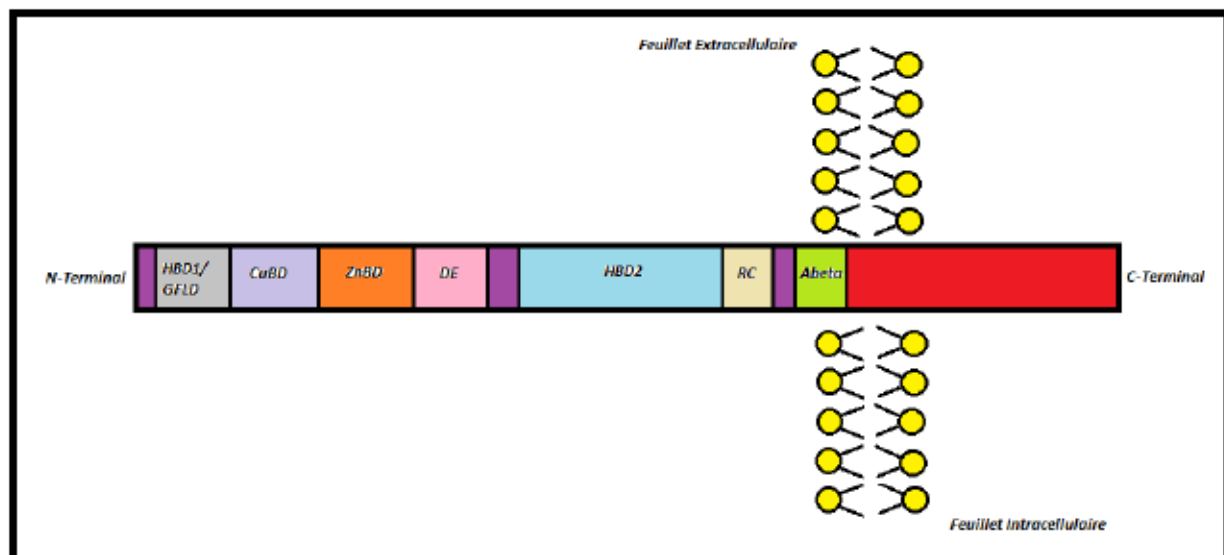 Feuillet Extracellulaire
N-Terminal
HBD1/
GFLD
CuBD
ZnBD
DE
HBD2
RC
Abeta
C-Terminal
Feuillet Intracellulaire